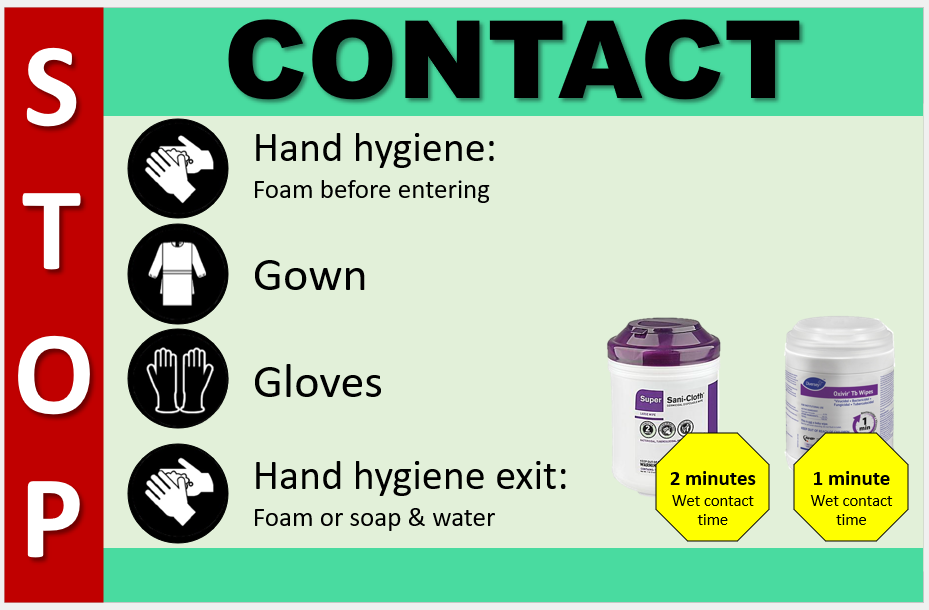 STOP
CONTACT
Hand hygiene:
Foam before entering
Gown
Gloves
Hand hygiene exit:
Foam or soap & water
Super Sani-Cloth
2
Oxivir Tb Wipes
1
min
2 minutes
Wet contact
time
1 minute
Wet contact
time